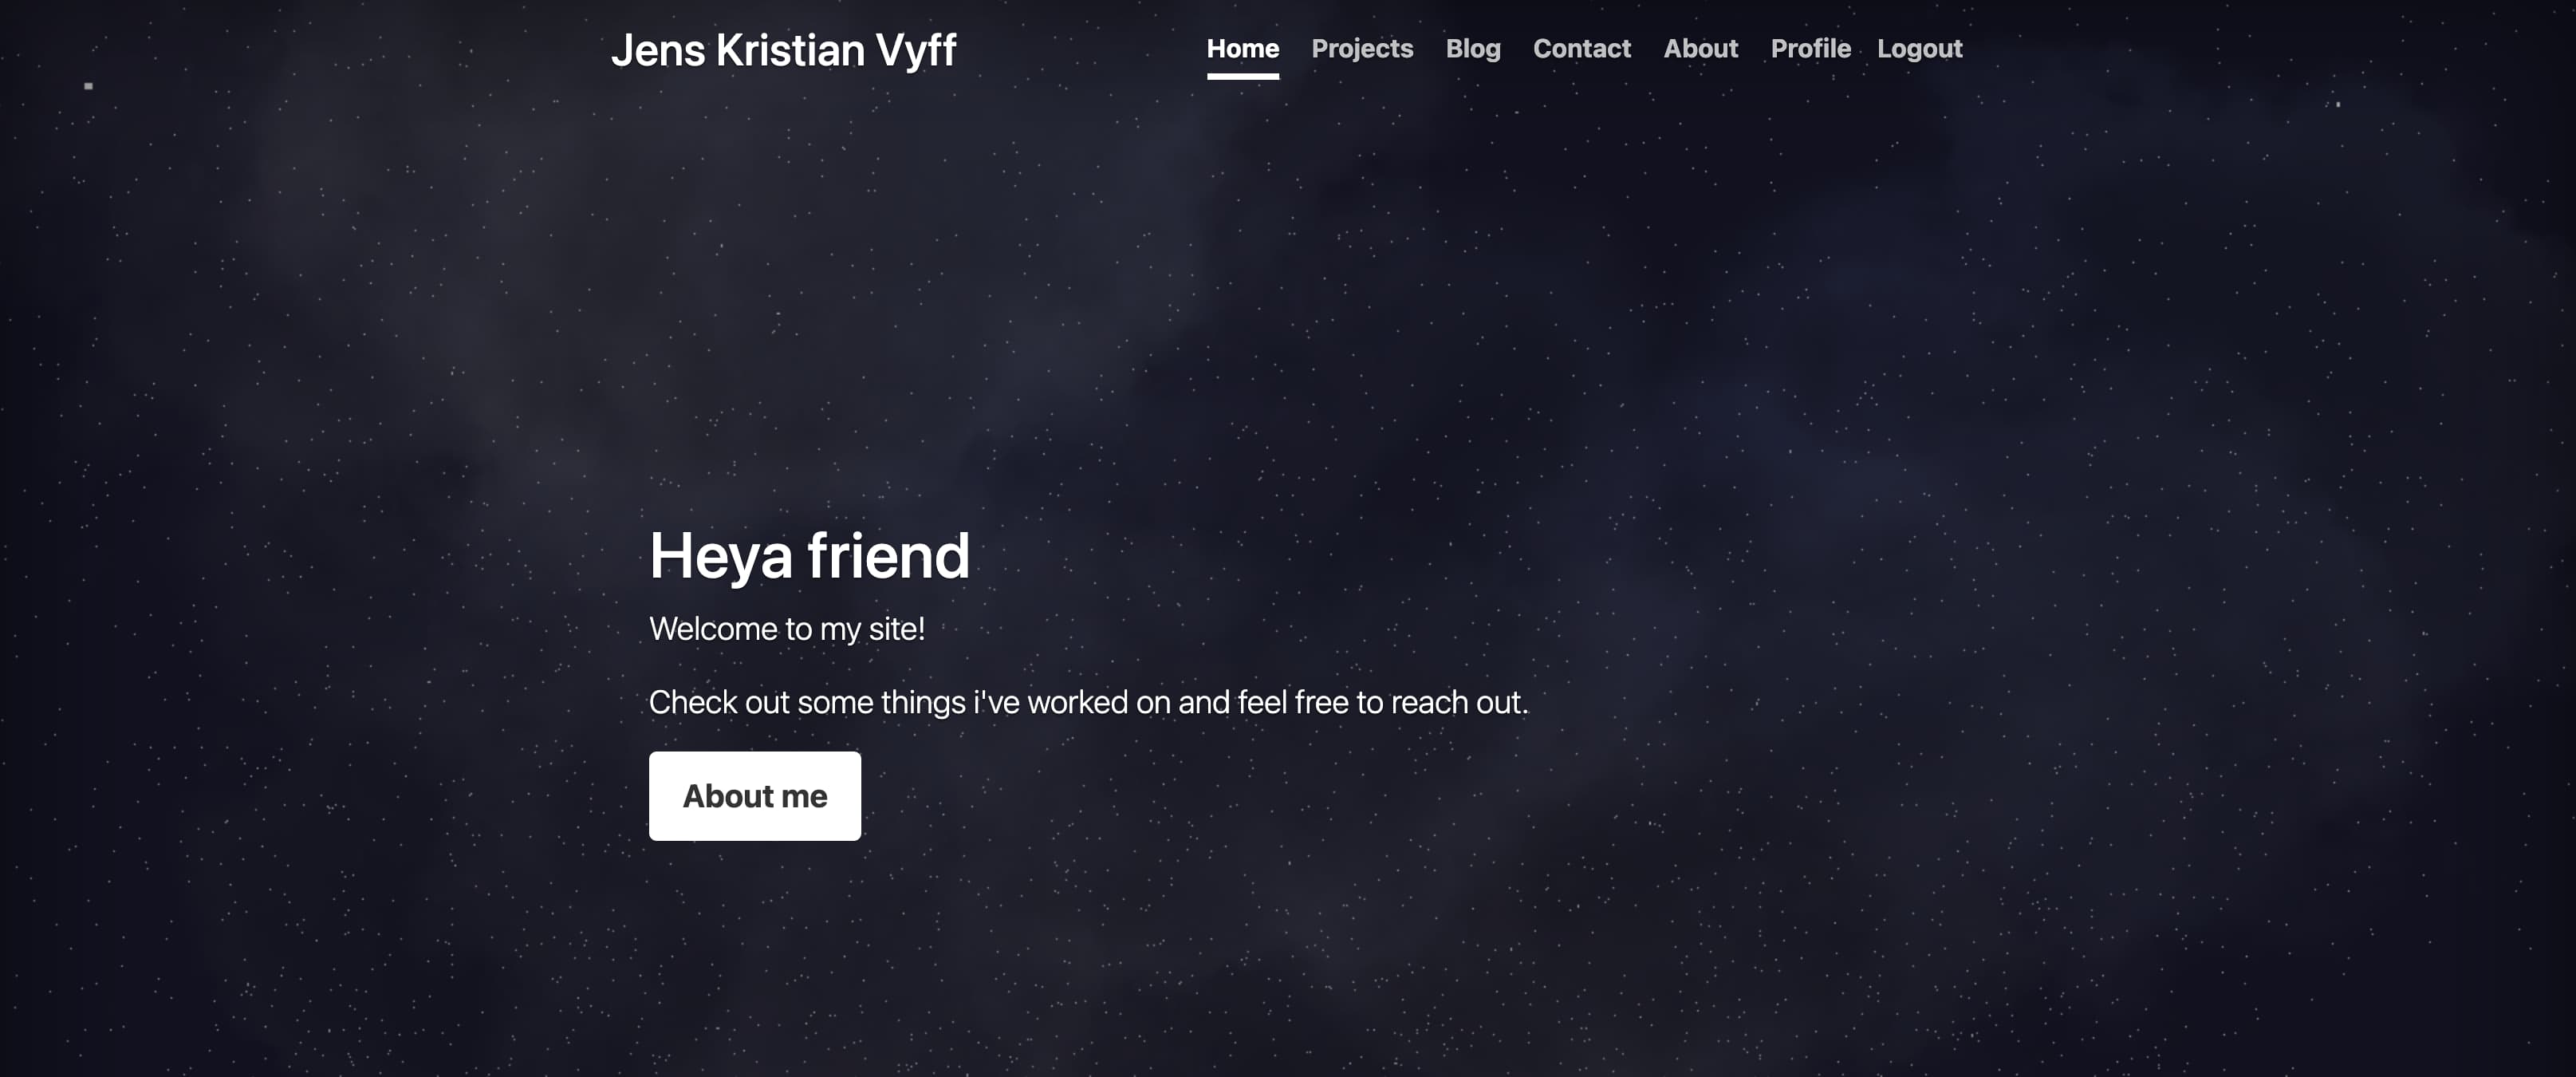 Jens Kristian Vyff
Home Projects Blog Contact About Profile Logout
Heya friend
Welcome to my site!
Check out some things i've worked on and feel free to reach out.
About me